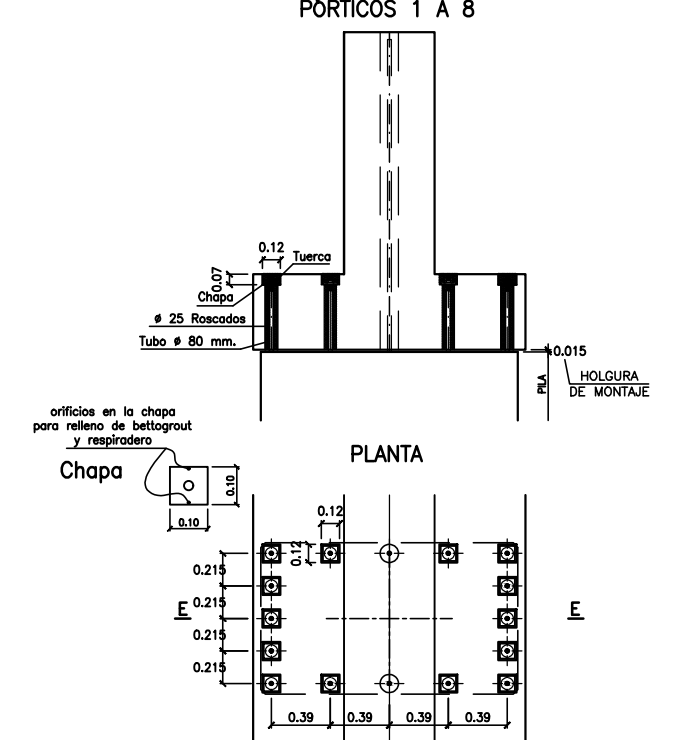 PÓRTICOS 1 A 8
0.12
Tuerca
0.07
Chapa
ø 25 Roscados
Tubo ø 80 mm.
0.015
PILA
HOLGURA
DE MONTAJE
orificios en la chapa
para relleno de bettogrout
y respiradero
Chapa
0.10
0.10
PLANTA
0.12
0.12
0.215
0.215
E
E
0.215
0.215
0.39
0.39
0.39
0.39